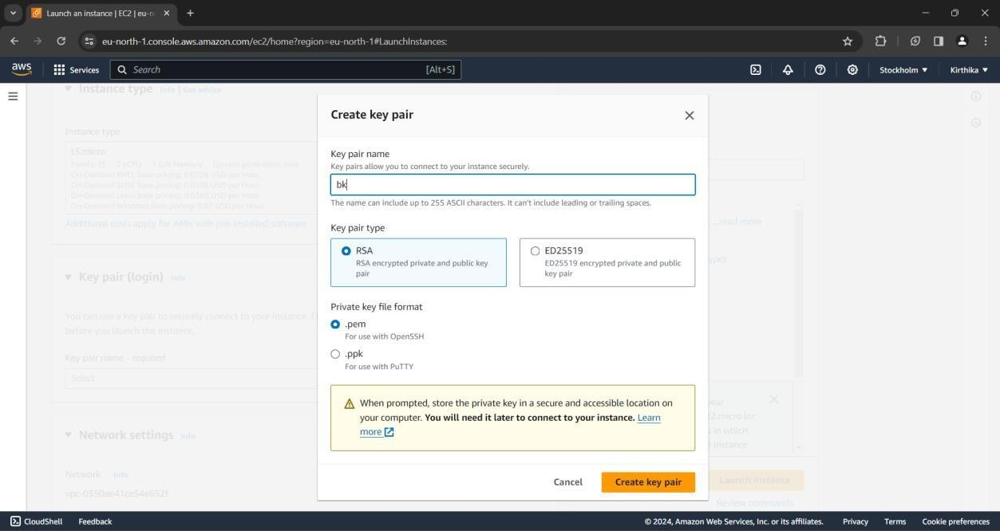 Launch an instance | EC2 | eu-n
eu-north-1.console.aws.amazon.com/ec2/home?region=eu-north-1#LaunchInstances:
aws
Services
Search
[Alt+S]
Stockholm
Kirthika
Instance type Info | Get advice
Instance type
t3.micro
Family: t3 2 vCPU 1 GiB Memory Current generation: true
On-Demand RHEL base pricing: 0.0708 USD per Hour
On-Demand SUSE base pricing: 0.0108 USD per Hour
On-Demand Linux base pricing: 0.0108 USD per Hour
On-Demand Windows base pricing: 0.02 USD per Hour
Additional costs apply for AMIs with pre-installed software
Key pair (login) Info
You can use a key pair to securely connect to your instance.
before you launch the instance.
Key pair name - required
Select
Network settings Info
Network Info
vpc-0350ae41ce54e652f
Create key pair
Key pair name
Key pairs allow you to connect to your instance securely.
bk
The name can include up to 255 ASCII characters. It can't include leading or trailing spaces.
Key pair type
RSA
RSA encrypted private and public key
pair
ED25519
ED25519 encrypted private and public
key pair
Private key file format
.pem
For use with OpenSSH
.ppk
For use with PuTTY
When prompted, store the private key in a secure and accessible location on
your computer. You will need it later to connect to your instance. Learn
more
Cancel
Create key pair
...read more
ype)
t2.micro (or
s in which
instance
Launch instance
Review commands
CloudShell
Feedback
© 2024, Amazon Web Services, Inc. or its affiliates.
Privacy
Terms
Cookie preferences